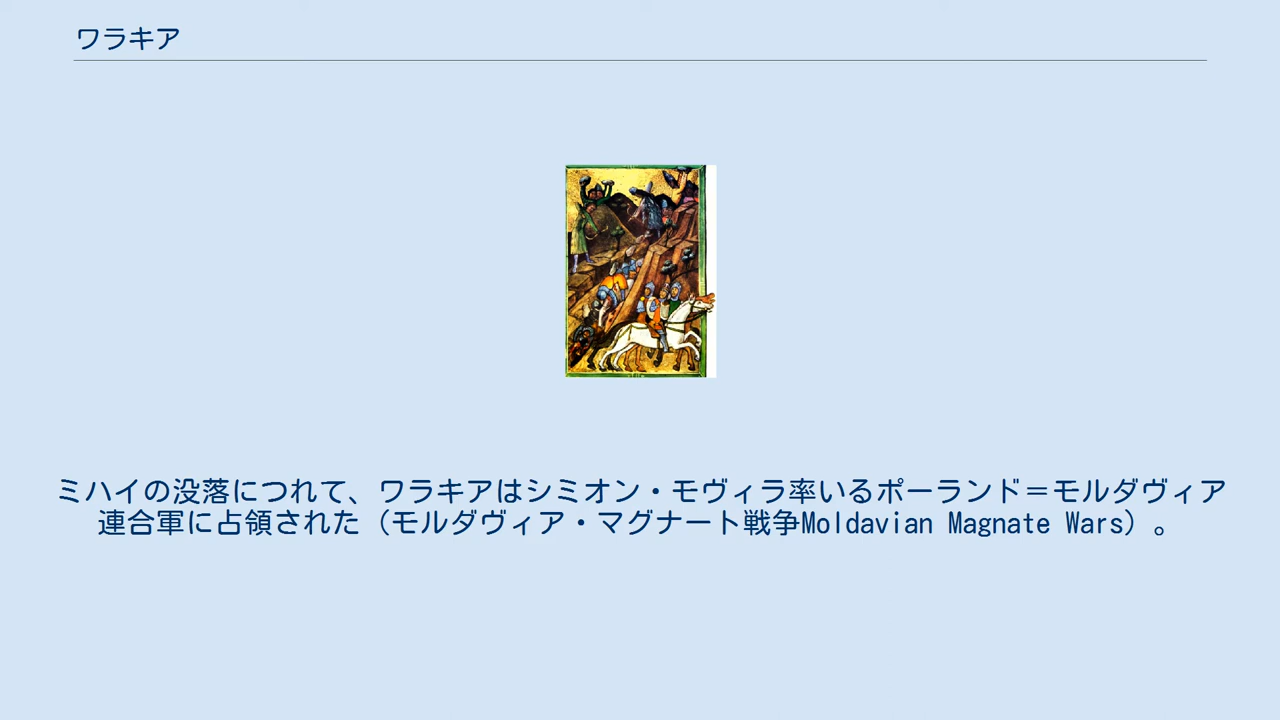 ワラキア
ミハイの没落につれて、ワラキアはシミオン・モヴィラ率いるポーランド＝モルダヴィア
連合軍に占領された（モルダヴィア・マグナート戦争Moldavian Magnate Wars）。